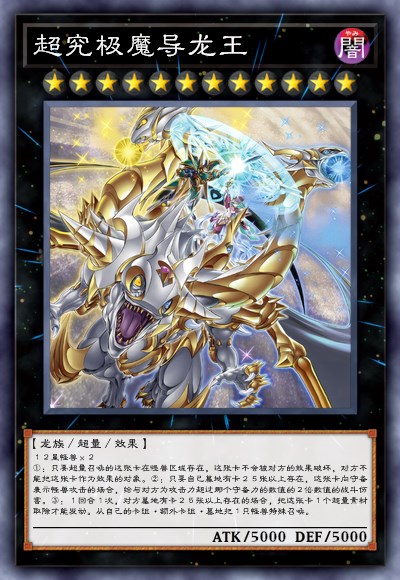 超究极魔导龙王
やみ
闇
【龙族／超量／效果】
１２星怪兽×２
①：只要超量召唤的这张卡在怪兽区域存在，这张卡不会被对方的效果破坏，对方不
能把这张卡作为效果的对象。②：只要自己墓地有卡２５张以上存在，这张卡向守备
表示怪兽攻击的场合，给与对方为攻击力超过那个守备力的数值的２倍数值的战斗伤
害。③：１回合１次，对方墓地有卡２５张以上存在的场合，把这张卡１个超量素材
取除才能发动。从自己的卡组·额外卡组·墓地把１只怪兽特殊召唤。
ATK/5000 DEF/5000